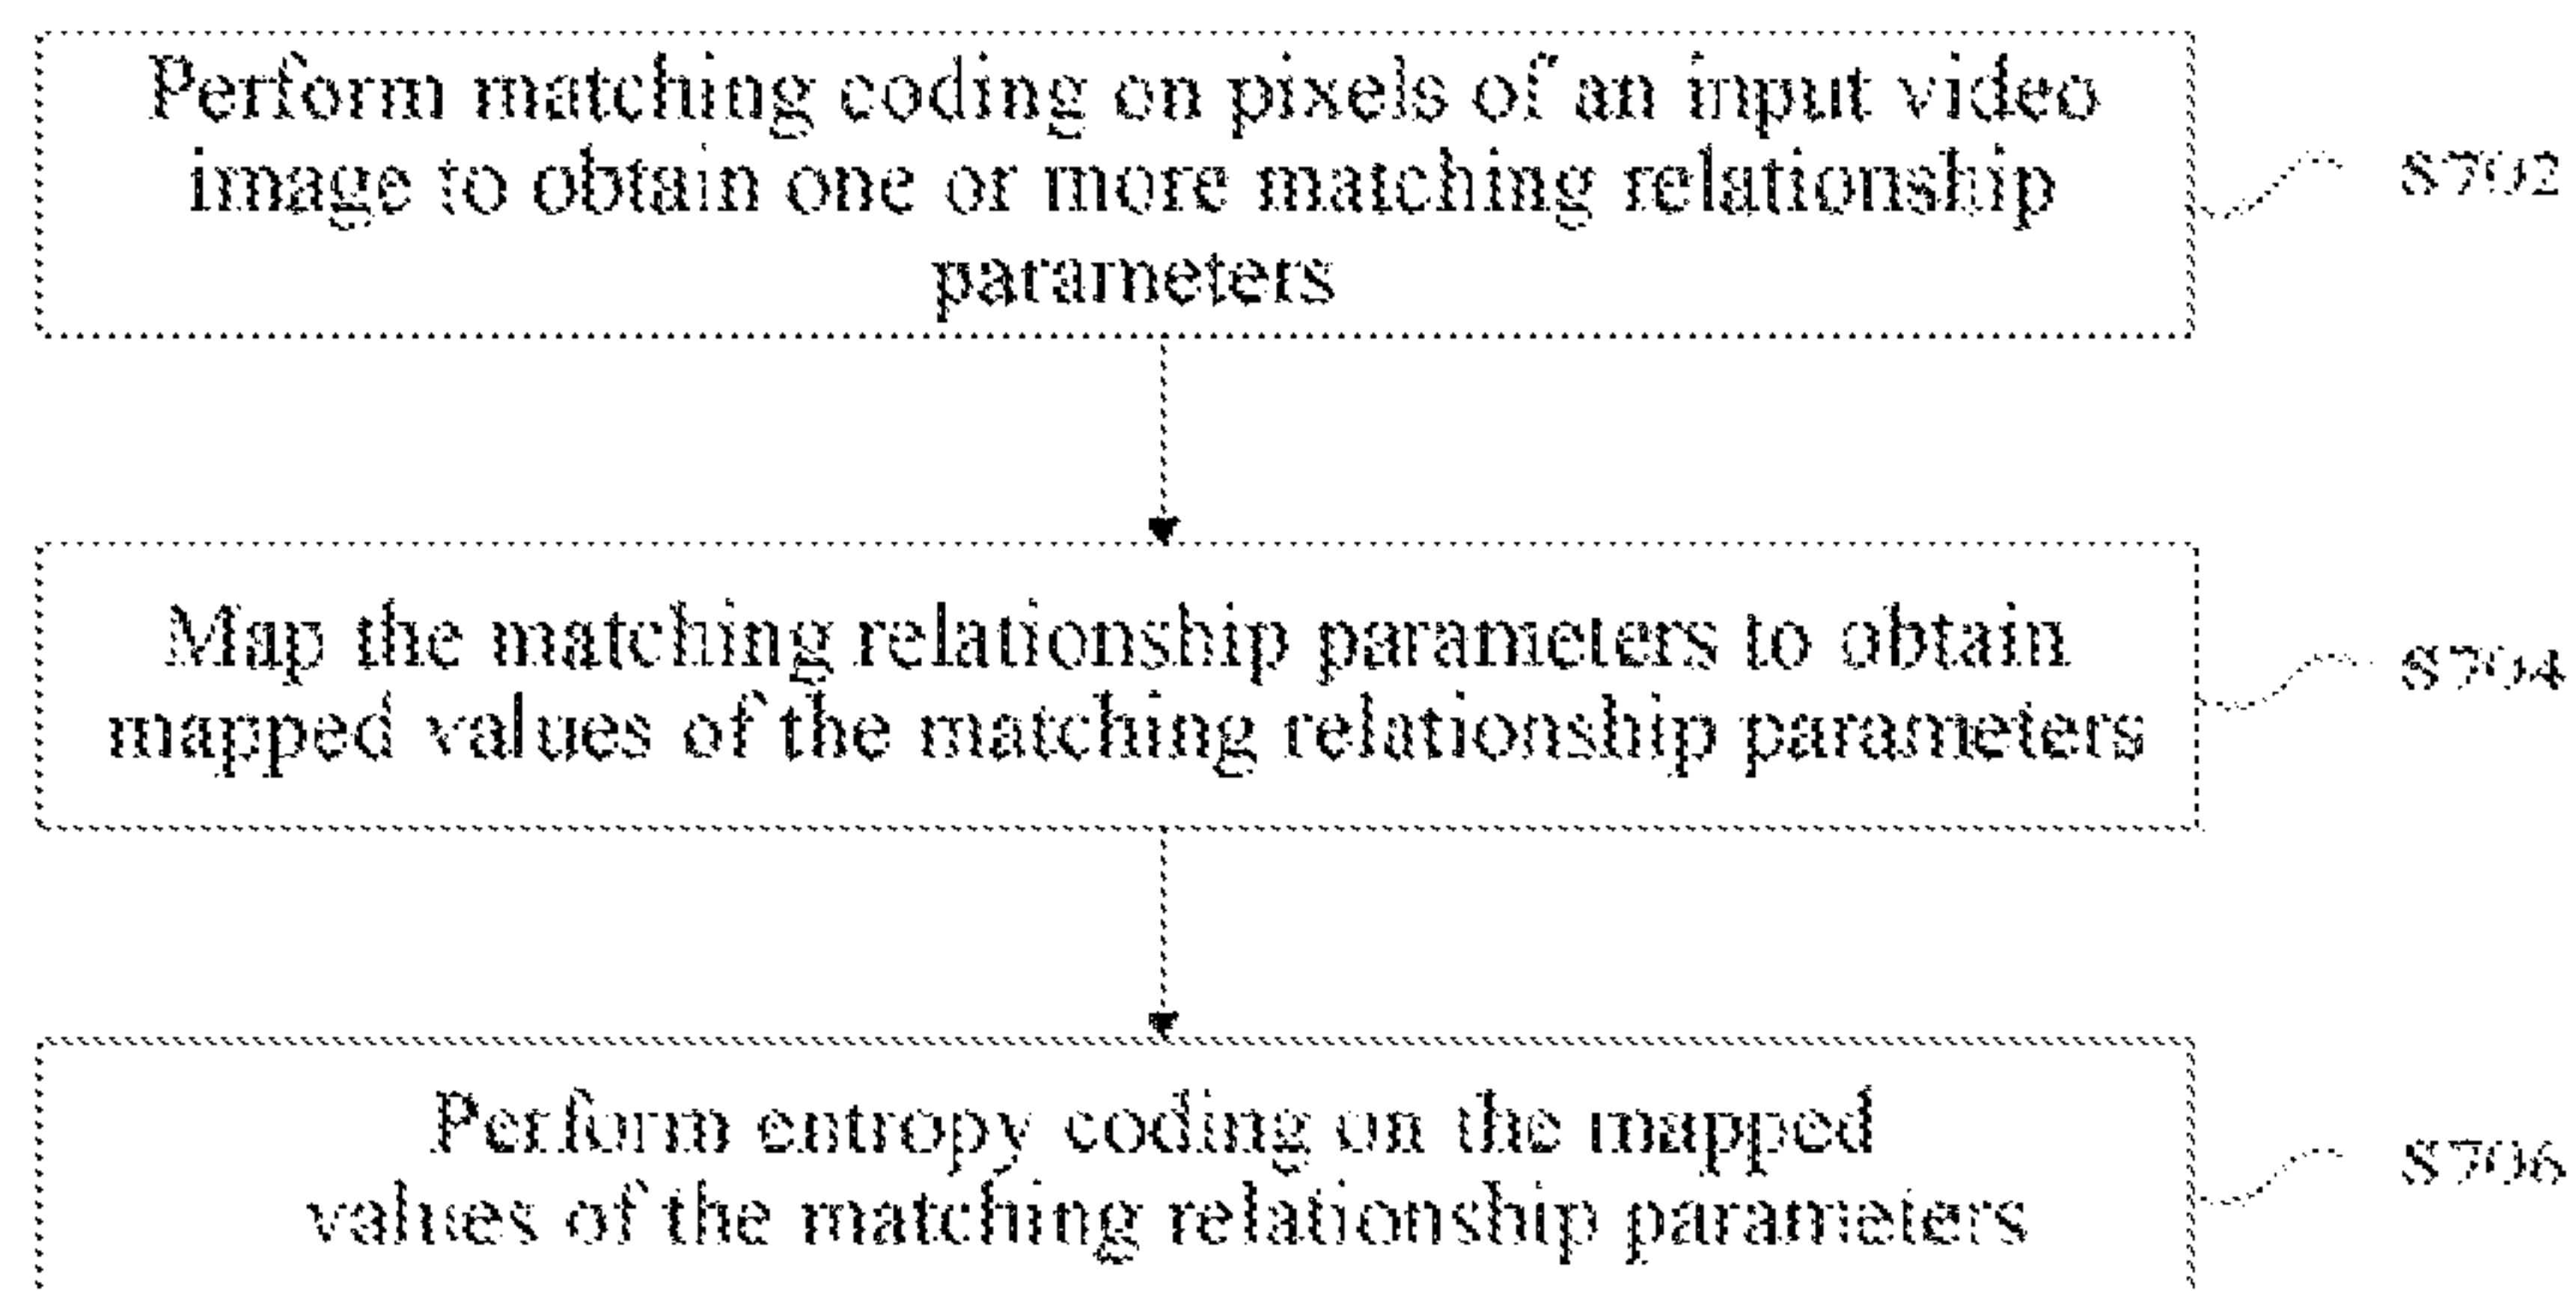 Perform matching coding on pixels of an input video
image to obtain one or more matching relationship
parameters
S702
Map the matching relationship parameters to obtain
mapped values of the matching relationship parameters
S704
Perform entropy coding on the mapped
values of the matching relationship parameters
S706